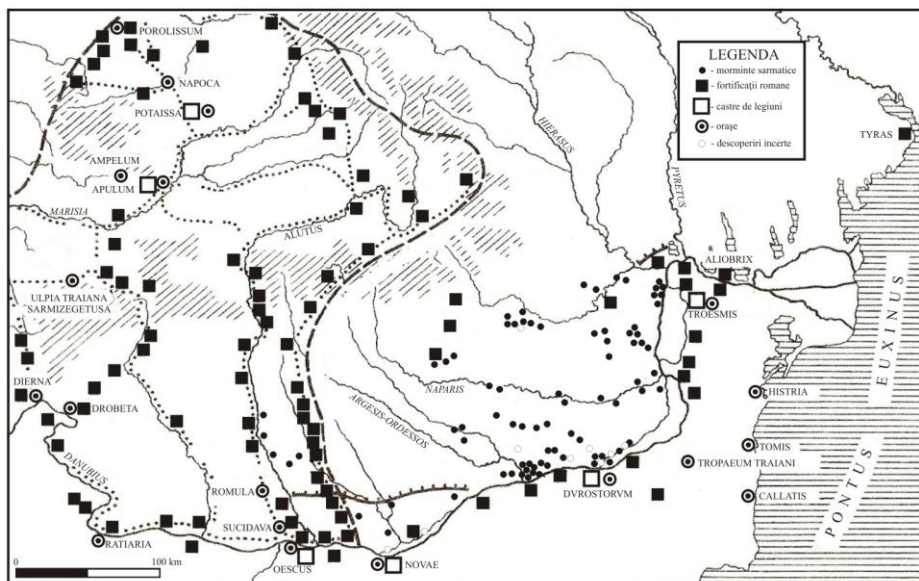 LEGENDA
- morminte sarmatice
- fortificații romane
- castre de legiuni
- orașe
- descoperiri incerte
POROLISSUM
NAPOCA
POTAISSA
AMPELUM
APULUM
MARISIA
ALUTUS
HIERASUS
PYRETUS
TYRAS
ULPIA TRAIANA
SARMIZEGETUSA
ALIOBRIX
TROESMIS
DIERNA
DROBETA
NAPARIS
ARGESIS-ORDESSOS
HISTRIA
TOMIS
TROPAEUM TRAIANI
CALLATIS
PONTUS EUXINUS
DANUBIUS
ROMULA
SUCIDAVA
DVROSTORVM
RATIARIA
OESCUS
NOVAE
0 100 km